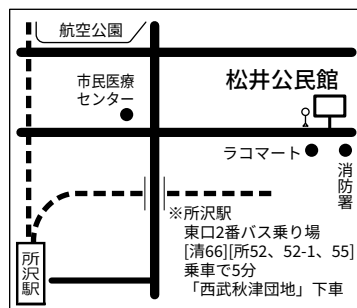 航空公園
市民医療
センター
松井公民館
ラコマート
消防署
所沢駅
※所沢駅
東口2番バス乗り場
[清66][所52、52-1、55]
乗車で5分
「西武秋津団地」下車